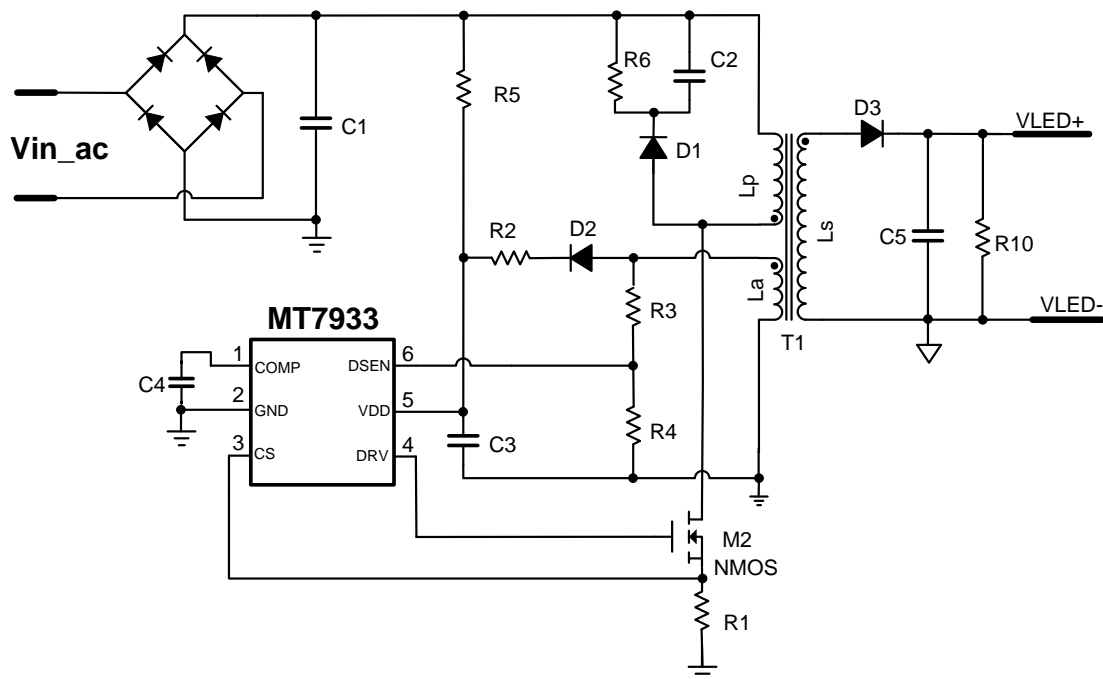 R6
C2
R5
C1
D3
VLED+
Vin_ac
D1
Lp
Ls
R2
D2
C5
R10
La
R3
VLED-
MT7933
T1
1
COMP
DSEN
6
C4
2
GND
VDD
5
C3
R4
3
CS
DRV
4
M2
NMOS
R1